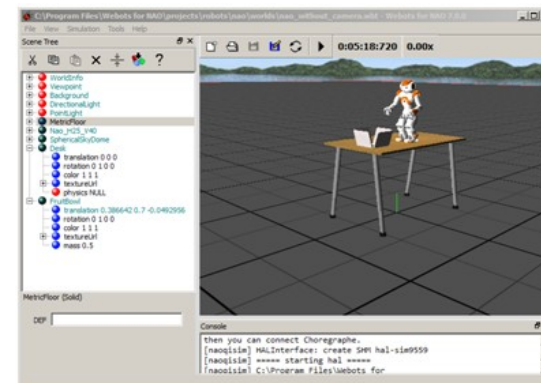 C:\Program Files\Webots for NAO\projects\robots\nao\worlds\nao_without_camera.wbt - Webots for NAO 7.0.0
File View Simulation Tools Help
Scene Tree
0:05:18:720 0.00x
WorldInfo
Viewpoint
Background
DirectionalLight
PointLight
MetricFloor
Nao_H25_V40
SphericalSkyDome
Desk
translation 0 0 0
rotation 0 1 0 0
color 1 1 1
textureUrl
physics NULL
FruitBowl
translation 0.386642 0.7 -0.0492956
rotation 0 1 0 0
color 1 1 1
textureUrl
mass 0.5
MetricFloor (Solid)
DEF
Console
then you can connect Choregraphe.
[naoqisim] HALInterface: create SHM hal-sim9559
[naoqisim] ===== starting hal =====
[naoqisim] C:\Program Files\Webots for